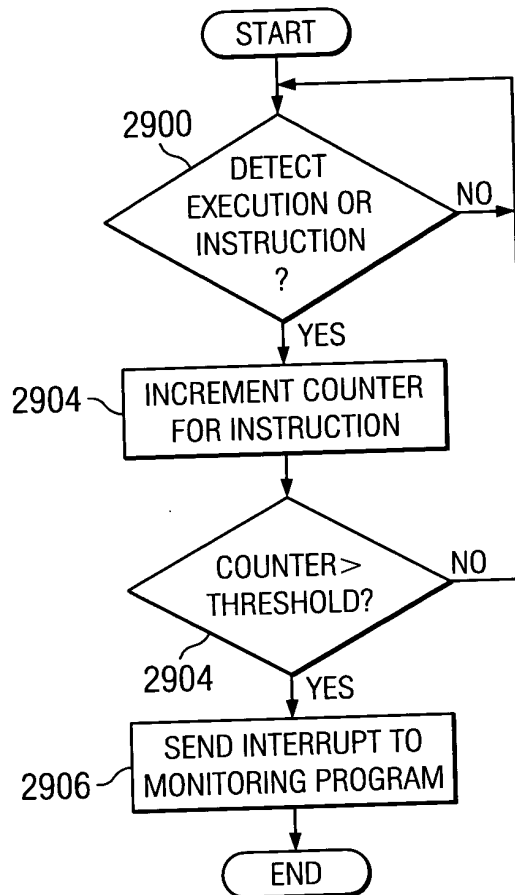 START
2900
DETECT
EXECUTION OR
INSTRUCTION
?
NO
YES
2904
INCREMENT COUNTER
FOR INSTRUCTION
COUNTER>
THRESHOLD?
NO
2904
YES
2906
SEND INTERRUPT TO
MONITORING PROGRAM
END